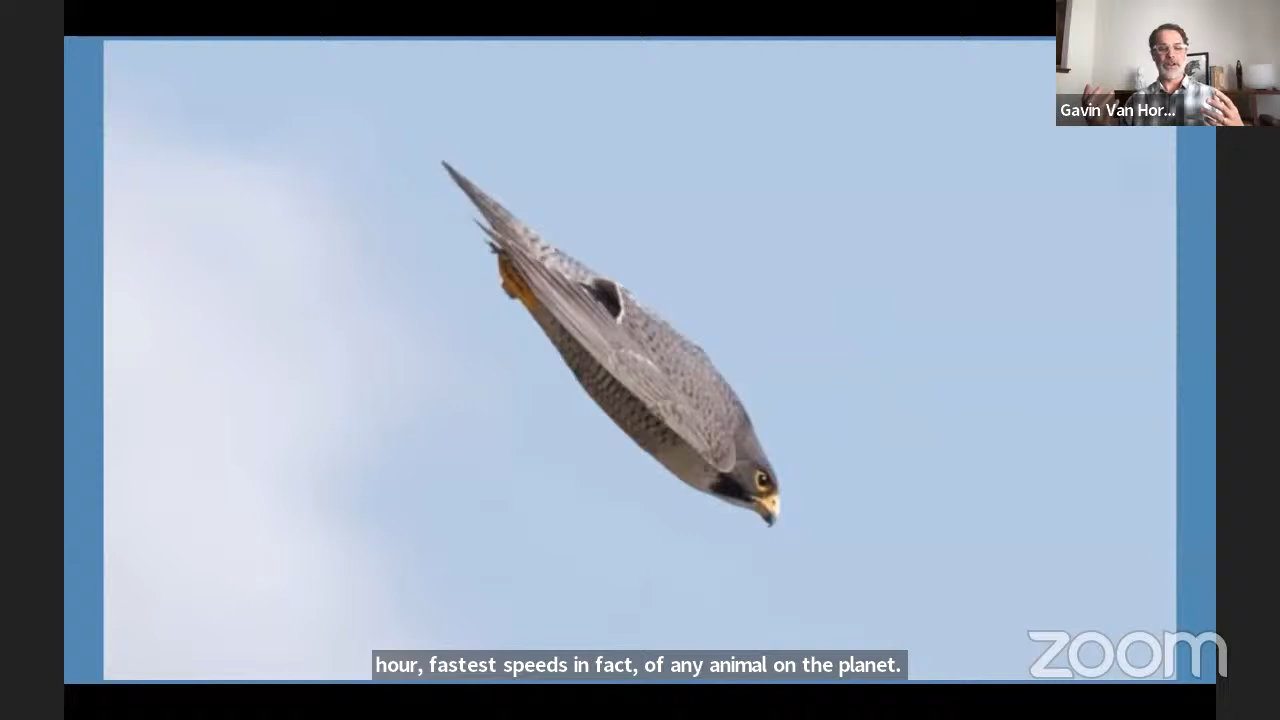 Gavin Van Hor...
hour, fastest speeds in fact, of any animal on the planet.
zoom